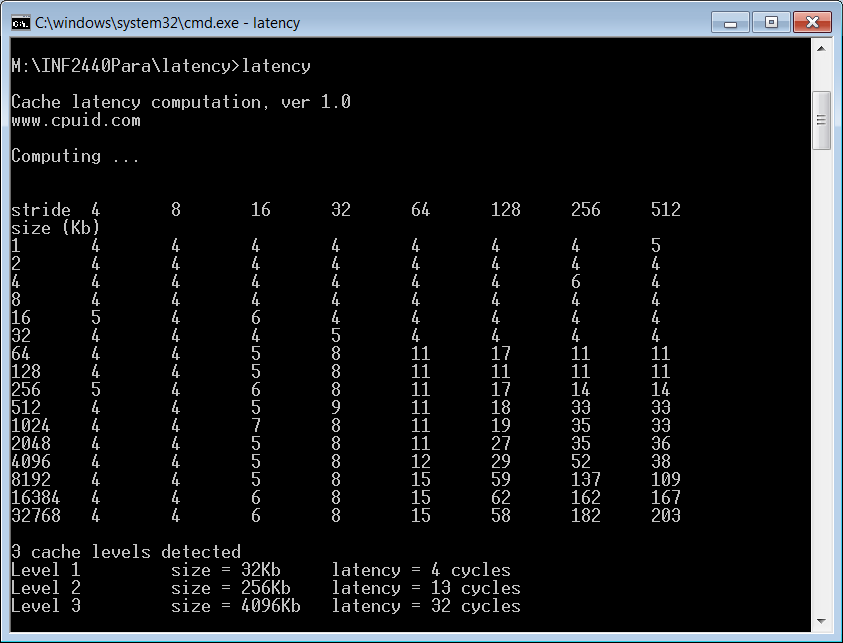 C:\windows\system32\cmd.exe - latency
M:\INF2440Para\latency>latency
Cache latency computation, ver 1.0
www.cpuid.com
Computing ...
stride 4 8 16 32 64 128 256 512
size (Kb)
1 4 4 4 4 4 4 4 5
2 4 4 4 4 4 4 4 4
4 4 4 4 4 4 4 6 4
8 4 4 4 4 4 4 4 4
16 5 4 6 4 4 4 4 4
32 4 4 4 5 4 4 4 4
64 4 4 5 8 11 17 11 11
128 4 4 5 8 11 11 11 11
256 5 4 6 8 11 17 14 14
512 4 4 5 9 11 18 33 33
1024 4 4 7 8 11 19 35 33
2048 4 4 5 8 11 27 35 36
4096 4 4 5 8 12 29 52 38
8192 4 4 5 8 15 59 137 109
16384 4 4 6 8 15 62 162 167
32768 4 4 6 8 15 58 182 203
3 cache levels detected
Level 1 size = 32Kb latency = 4 cycles
Level 2 size = 256Kb latency = 13 cycles
Level 3 size = 4096Kb latency = 32 cycles